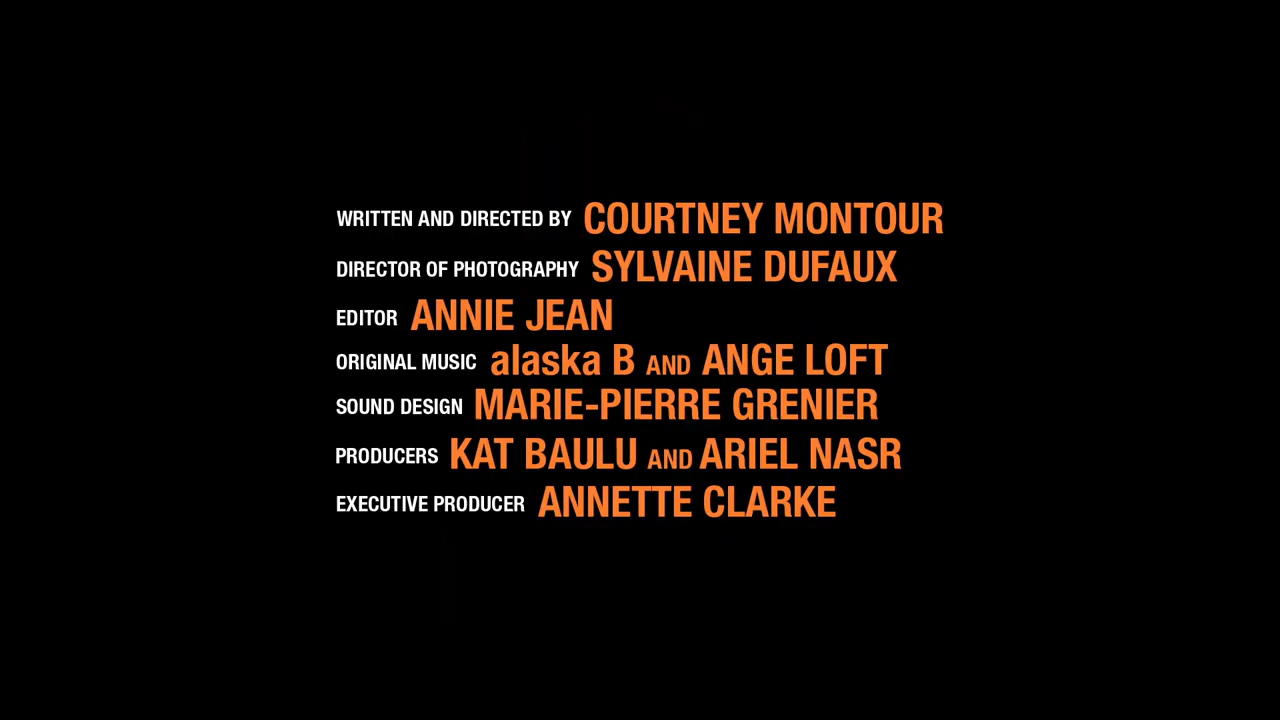 WRITTEN AND DIRECTED BY COURTNEY MONTOUR
DIRECTOR OF PHOTOGRAPHY SYLVAINE DUFAUX
EDITOR ANNIE JEAN
ORIGINAL MUSIC alaska B AND ANGE LOFT
SOUND DESIGN MARIE-PIERRE GRENIER
PRODUCERS KAT BAULU AND ARIEL NASR
EXECUTIVE PRODUCER ANNETTE CLARKE